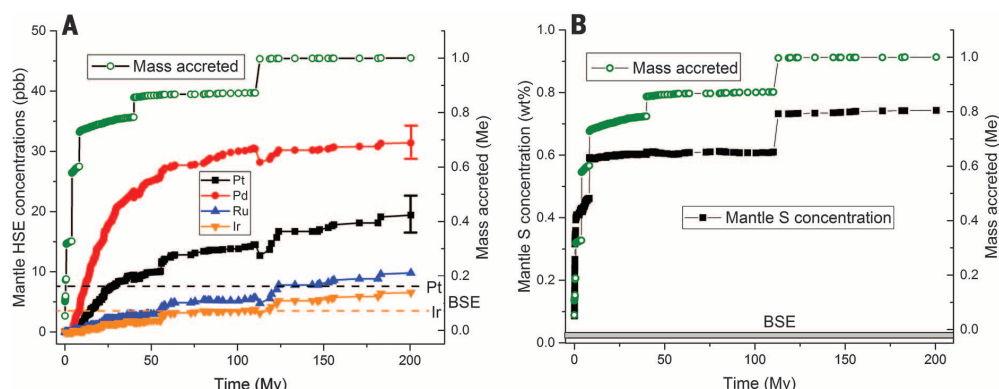 A
Mantle HSE concentrations (pbb)
50
40
30
20
10
0
Mass accreted
Pt
Pd
Ru
Ir
1.0
0.8
0.6
0.4
0.2
0.0
Mass accreted (Me)
Pt
BSE
Ir
0
50
100
150
200
Time (My)
B
Mantle S concentration (wt%)
1.0
0.8
0.6
0.4
0.2
0.0
Mass accreted
Mantle S concentration
BSE
1.0
0.8
0.6
0.4
0.2
0.0
Mass accreted (Me)
0
50
100
150
200
Time (My)